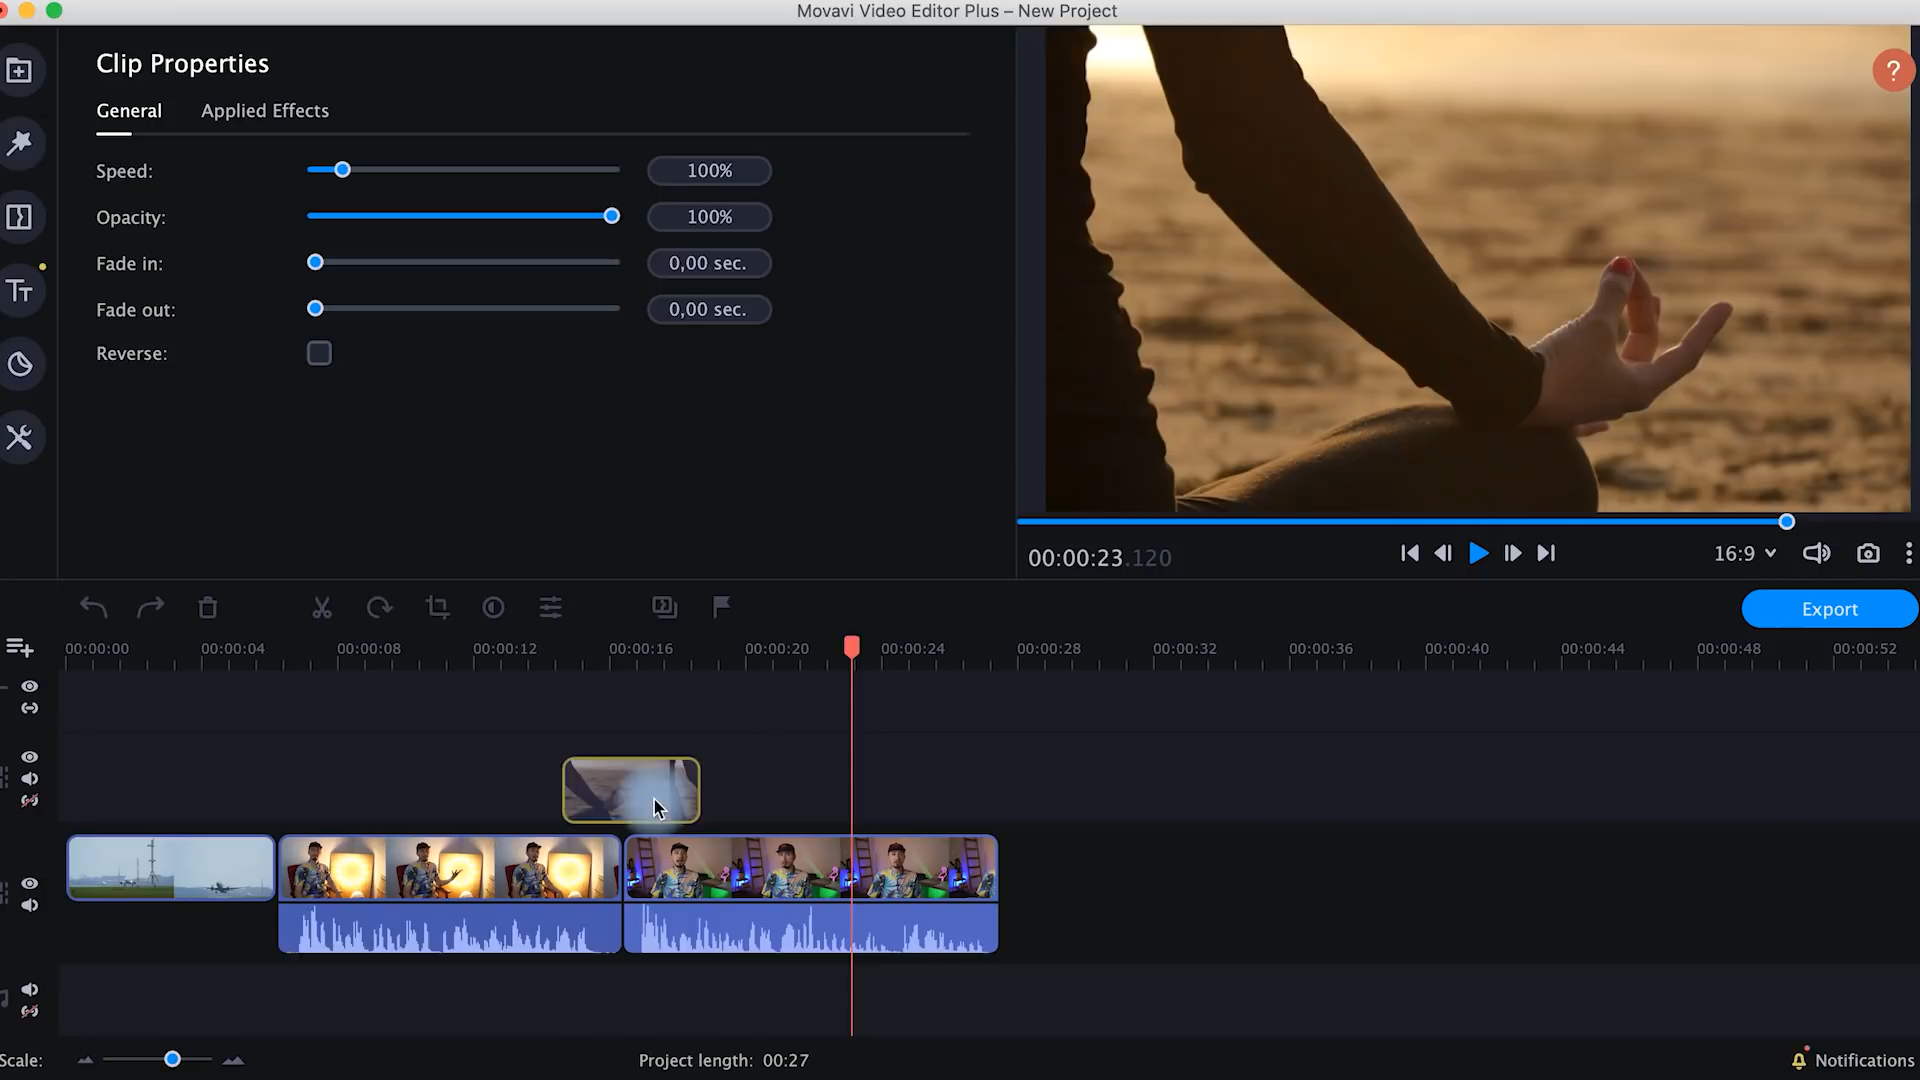 Movavi Video Editor Plus – New Project
Clip Properties
General
Applied Effects
Speed:
100%
Opacity:
100%
Fade in:
0,00 sec.
Fade out:
0,00 sec.
Reverse:
?
00:00:23.120
16:9
Export
00:00:00
00:00:04
00:00:08
00:00:12
00:00:16
00:00:20
00:00:24
00:00:28
00:00:32
00:00:36
00:00:40
00:00:44
00:00:48
00:00:52
Scale:
Project length: 00:27
Notifications